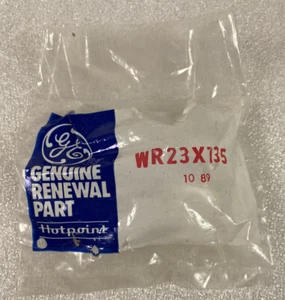 GE
GENUINE
RENEWAL
PART
Hotpoint
WR23X135
10 89